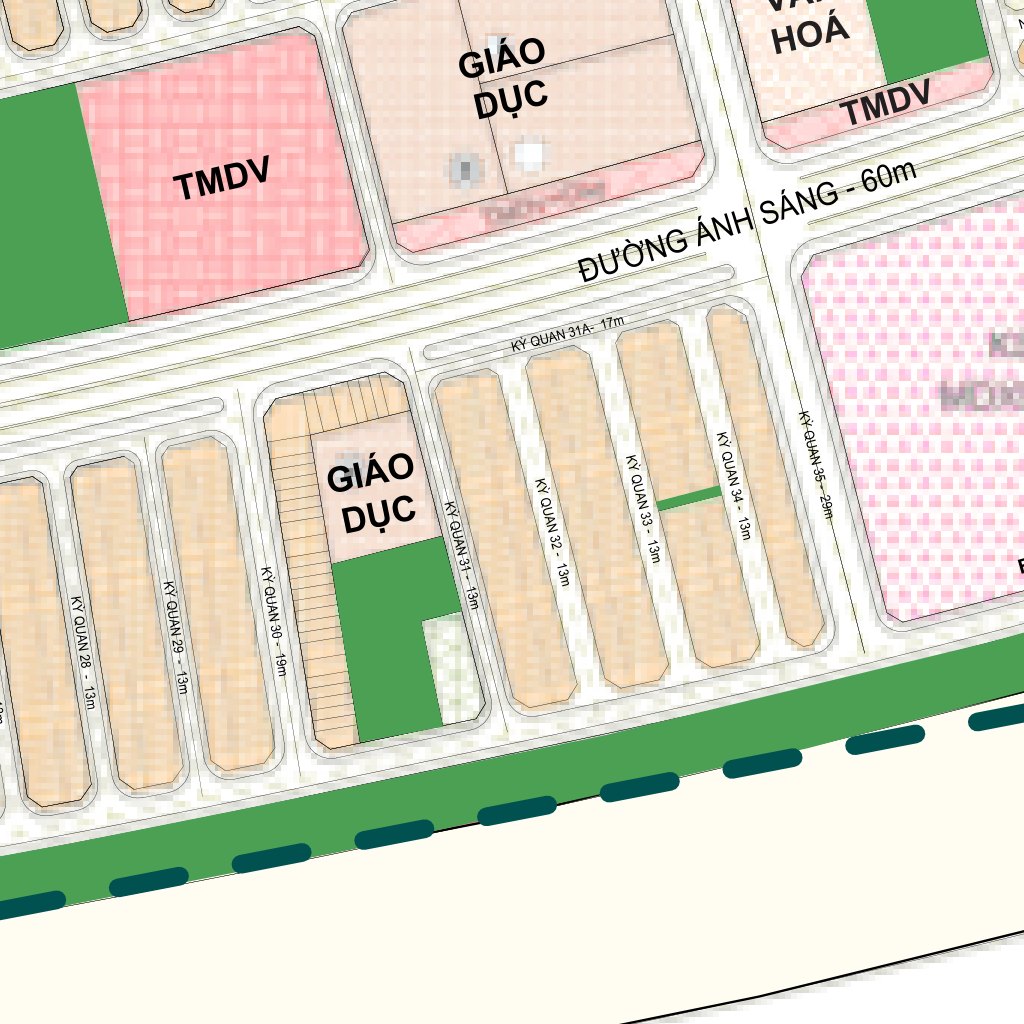 GIÁO
DỤC
HOÁ
TMDV
TMDV
ĐƯỜNG ÁNH SÁNG - 60m
KỲ QUAN 31A- 17m
GIÁO
DỤC
KỲ QUAN 28 - 13m
KỲ QUAN 29 - 13m
KỲ QUAN 30 - 19m
KỲ QUAN 31 - 13m
KỲ QUAN 32 - 13m
KỲ QUAN 33 - 13m
KỲ QUAN 34 - 13m
KỲ QUAN 35 - 29m